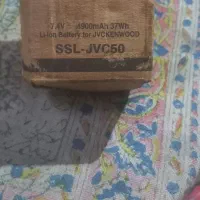 7.4V 4900mAh 37Wh
Li-ion Battery for JVCKENWOOD
SSL-JVC50